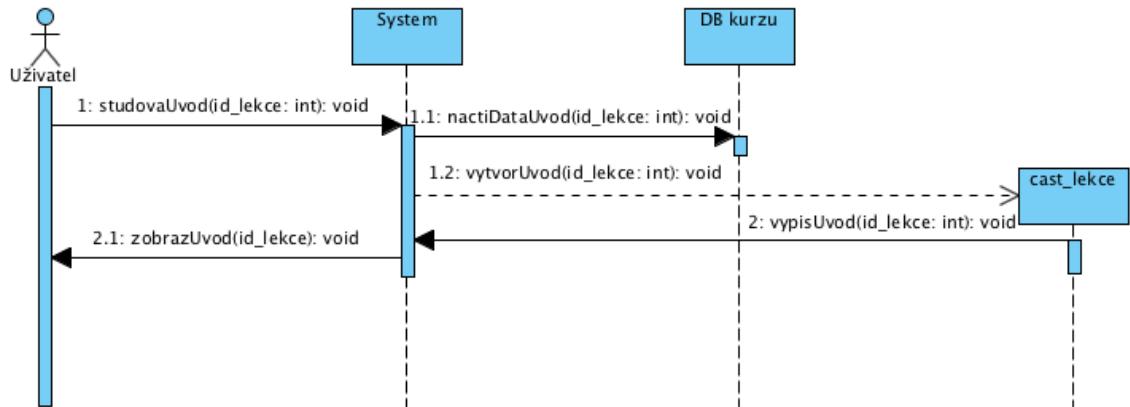 System
DB kurzu
Uživatel
1: studovaUvod(id_lekce: int): void
1.1: nactiDataUvod(id_lekce: int): void
1.2: vytvorUvod(id_lekce: int): void
cast_lekce
2: vypisUvod(id_lekce: int): void
2.1: zobrazUvod(id_lekce): void